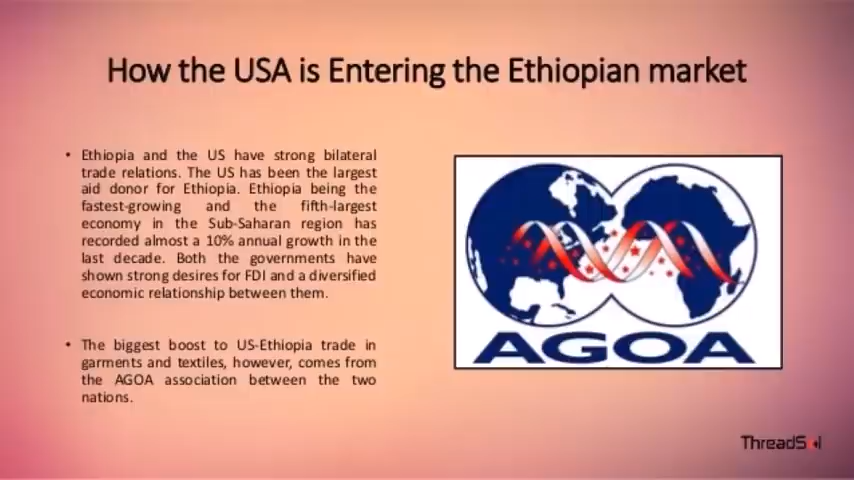 How the USA is Entering the Ethiopian market
• Ethiopia and the US have strong bilateral
trade relations. The US has been the largest
aid donor for Ethiopia. Ethiopia being the
fastest-growing and the fifth-largest
economy in the Sub-Saharan region has
recorded almost a 10% annual growth in the
last decade. Both the governments have
shown strong desires for FDI and a diversified
economic relationship between them.
• The biggest boost to US-Ethiopia trade in
garments and textiles, however, comes from
the AGOA association between the two
nations.
AGOA
ThreadSol